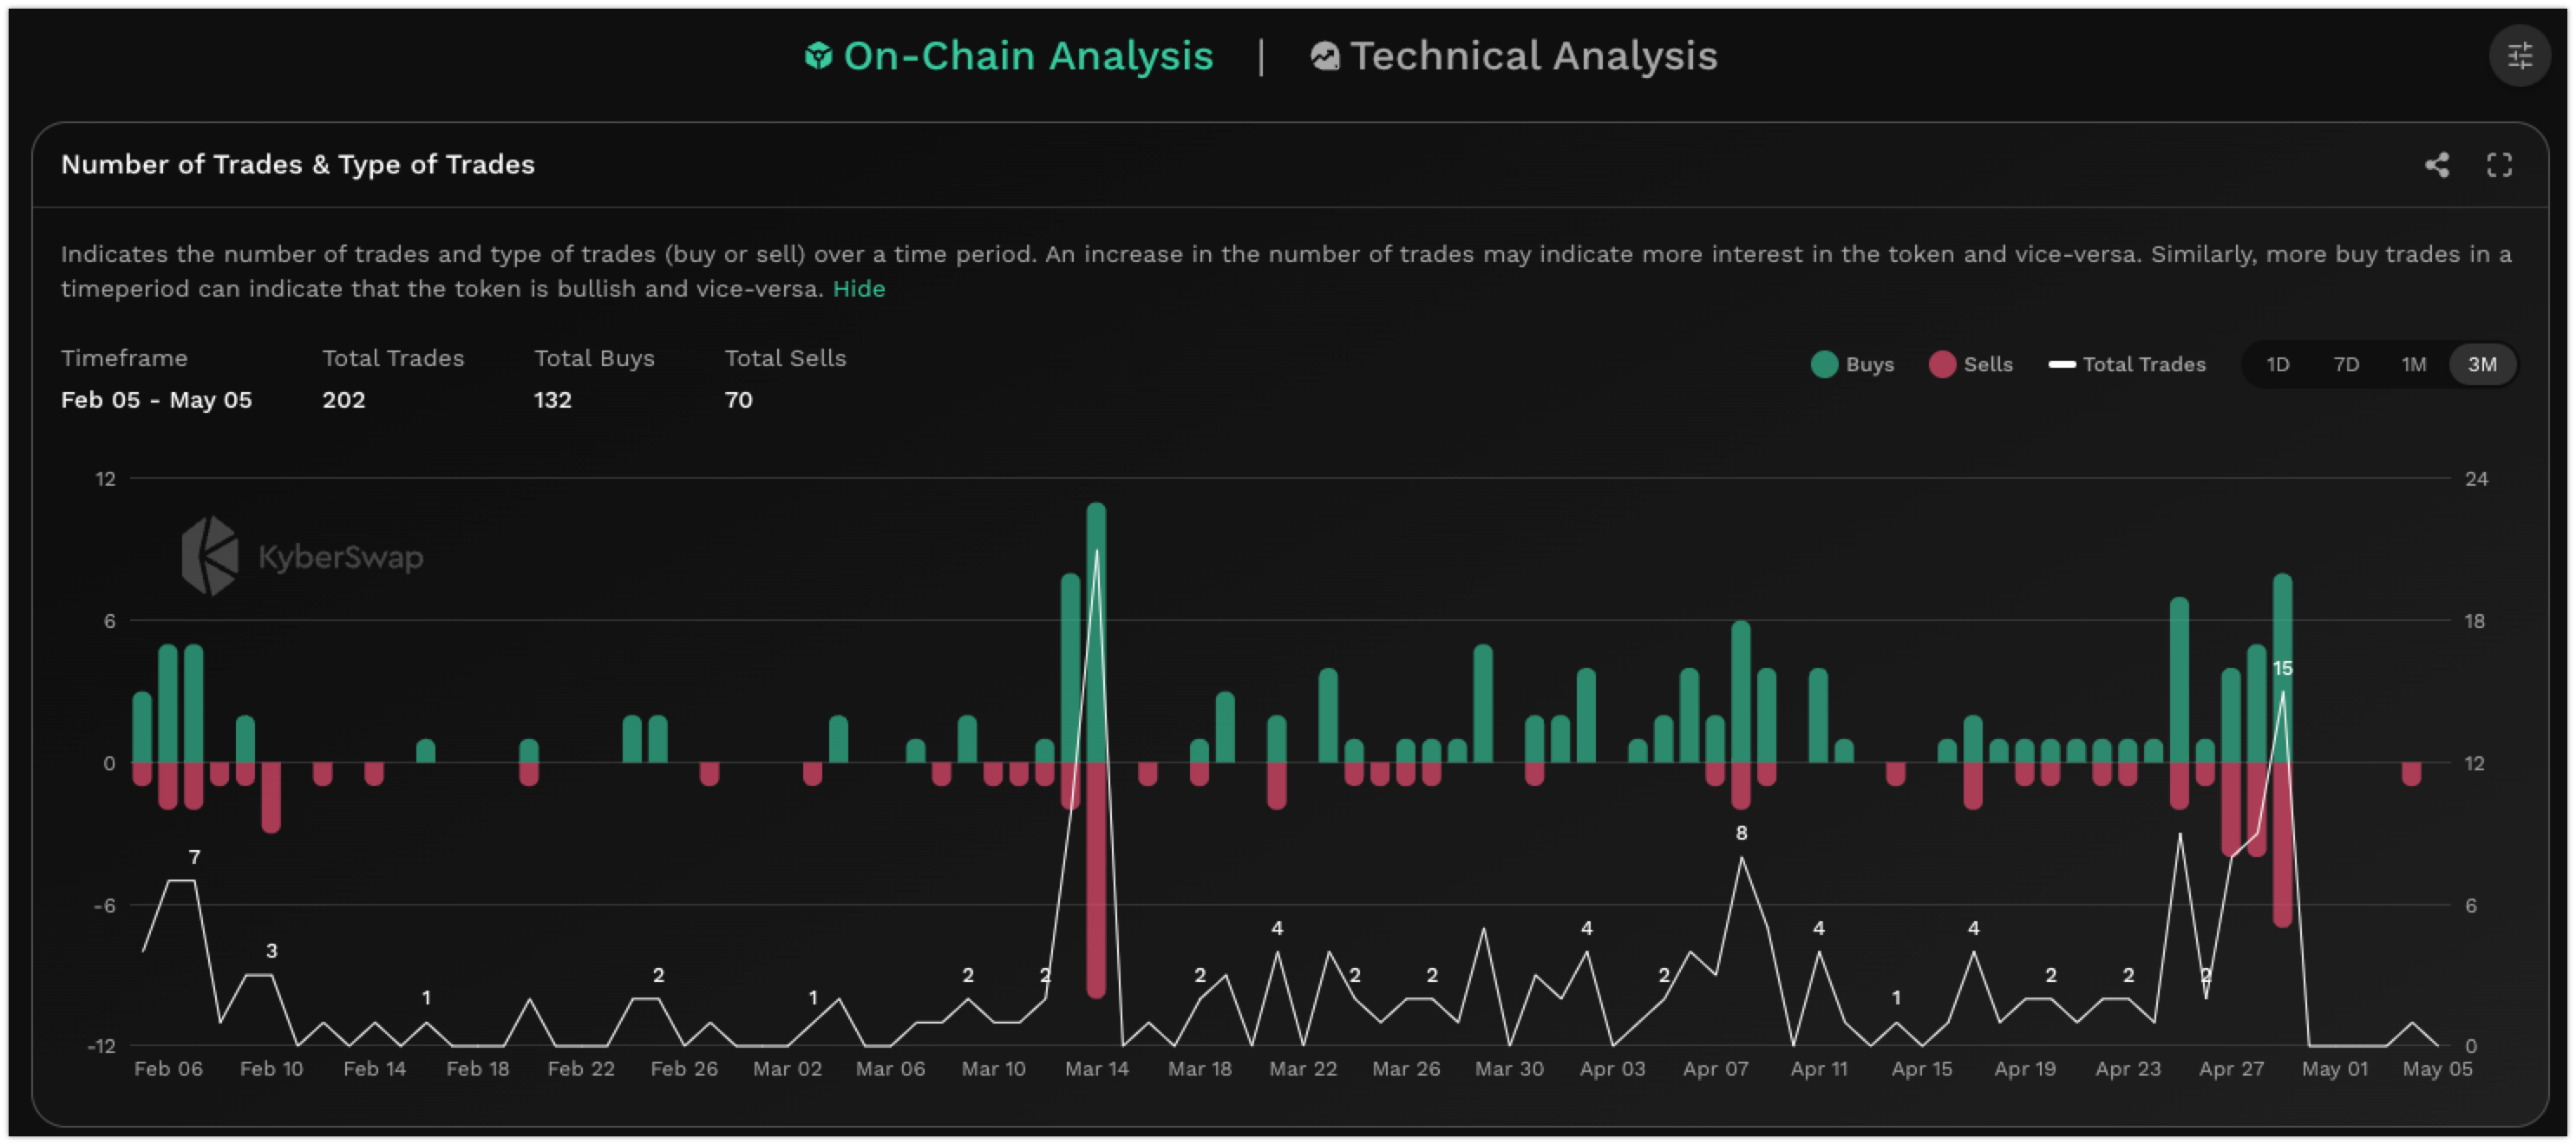 On-Chain Analysis | Technical Analysis
Number of Trades & Type of Trades
Indicates the number of trades and type of trades (buy or sell) over a time period. An increase in the number of trades may indicate more interest in the token and vice-versa. Similarly, more buy trades in a
timeperiod can indicate that the token is bullish and vice-versa. Hide
Timeframe Total Trades Total Buys Total Sells
Feb 05 - May 05 202 132 70
Buys Sells Total Trades 1D 7D 1M 3M
12 24
KyberSwap
6 18
15
0 12
8
7
-6 6
4 4 4 4
3
2 2 2 2 2 2 2 2 2 2
1 1 1
-12 0
Feb 06 Feb 10 Feb 14 Feb 18 Feb 22 Feb 26 Mar 02 Mar 06 Mar 10 Mar 14 Mar 18 Mar 22 Mar 26 Mar 30 Apr 03 Apr 07 Apr 11 Apr 15 Apr 19 Apr 23 Apr 27 May 01 May 05